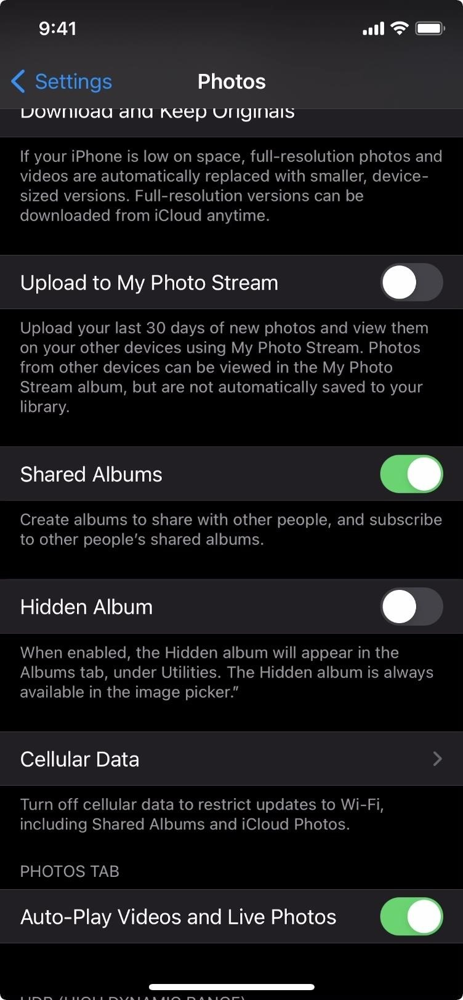 9:41
Settings
Photos
Download and Keep Originals
If your iPhone is low on space, full-resolution photos and
videos are automatically replaced with smaller, device-
sized versions. Full-resolution versions can be
downloaded from iCloud anytime.
Upload to My Photo Stream
Upload your last 30 days of new photos and view them
on your other devices using My Photo Stream. Photos
from other devices can be viewed in the My Photo
Stream album, but are not automatically saved to your
library.
Shared Albums
Create albums to share with other people, and subscribe
to other people’s shared albums.
Hidden Album
When enabled, the Hidden album will appear in the
Albums tab, under Utilities. The Hidden album is always
available in the image picker.”
Cellular Data
Turn off cellular data to restrict updates to Wi-Fi,
including Shared Albums and iCloud Photos.
PHOTOS TAB
Auto-Play Videos and Live Photos
HDR (HIGH DYNAMIC RANGE)